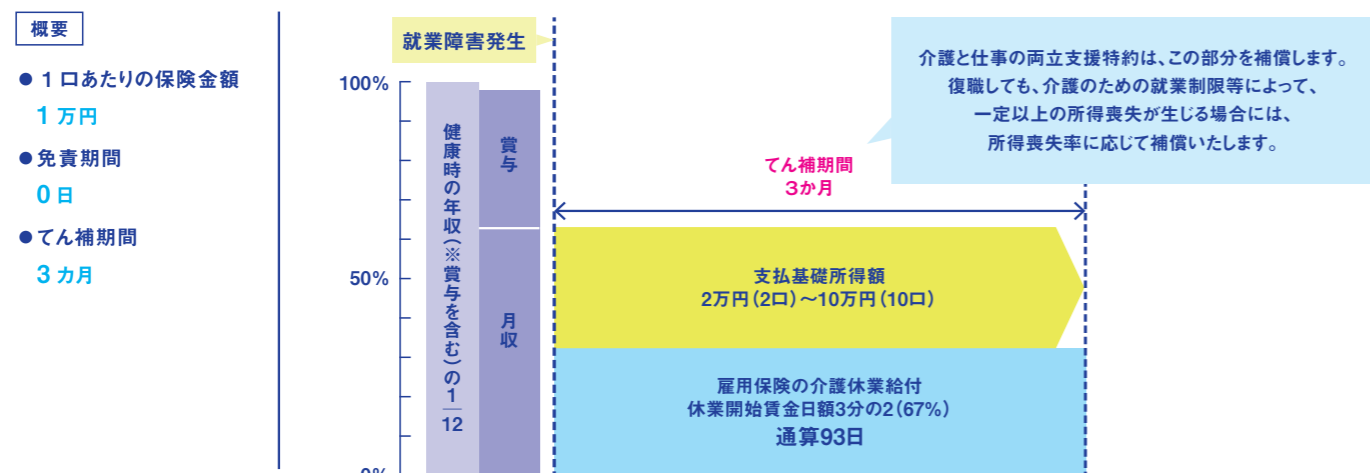 概要
●1口あたりの保険金額
1万円
●免責期間
0日
●てん補期間
3カ月
就業障害発生
100%
50%
0%
健康時の年収(※賞与を含む)の1/12
賞与
月収
介護と仕事の両立支援特約は、この部分を補償します。
復職しても、介護のための就業制限等によって、
一定以上の所得喪失が生じる場合には、
所得喪失率に応じて補償いたします。
てん補期間
3か月
支払基礎所得額
2万円(2口)～10万円(10口)
雇用保険の介護休業給付
休業開始賃金日額3分の2(67%)
通算93日